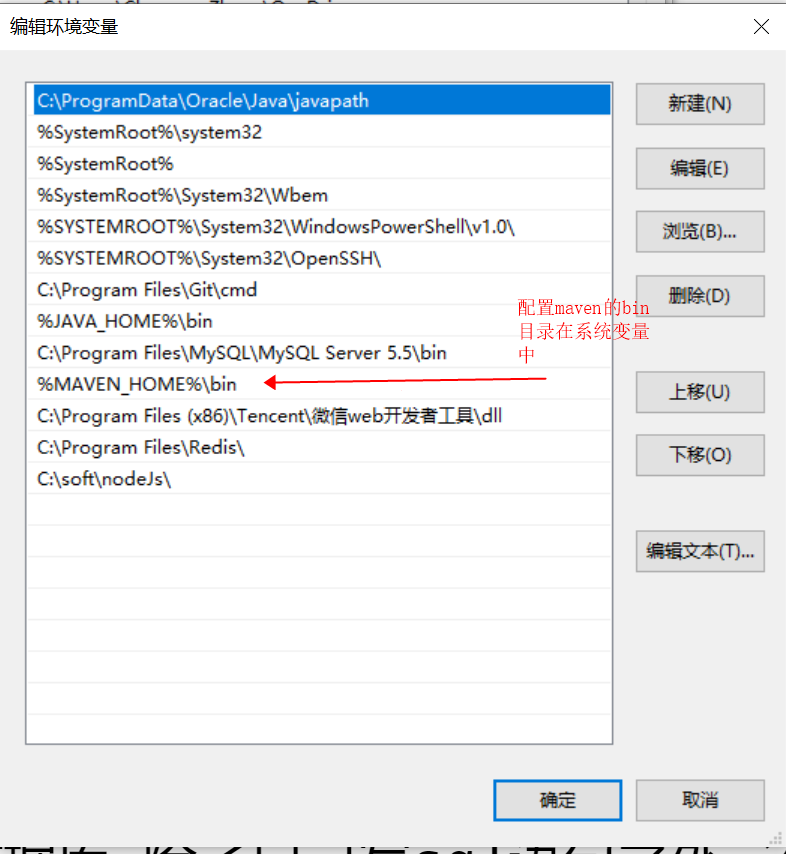 编辑环境变量
C:\ProgramData\Oracle\Java\javapath
%SystemRoot%\system32
%SystemRoot%
%SystemRoot%\System32\Wbem
%SYSTEMROOT%\System32\WindowsPowerShell\v1.0\
%SYSTEMROOT%\System32\OpenSSH\
C:\Program Files\Git\cmd
%JAVA_HOME%\bin
C:\Program Files\MySQL\MySQL Server 5.5\bin
%MAVEN_HOME%\bin
C:\Program Files (x86)\Tencent\微信web开发者工具\dll
C:\Program Files\Redis\
C:\soft\nodeJs\
配置maven的bin
目录在系统变量
中
新建(N)
编辑(E)
浏览(B)...
删除(D)
上移(U)
下移(O)
编辑文本(T)...
确定
取消